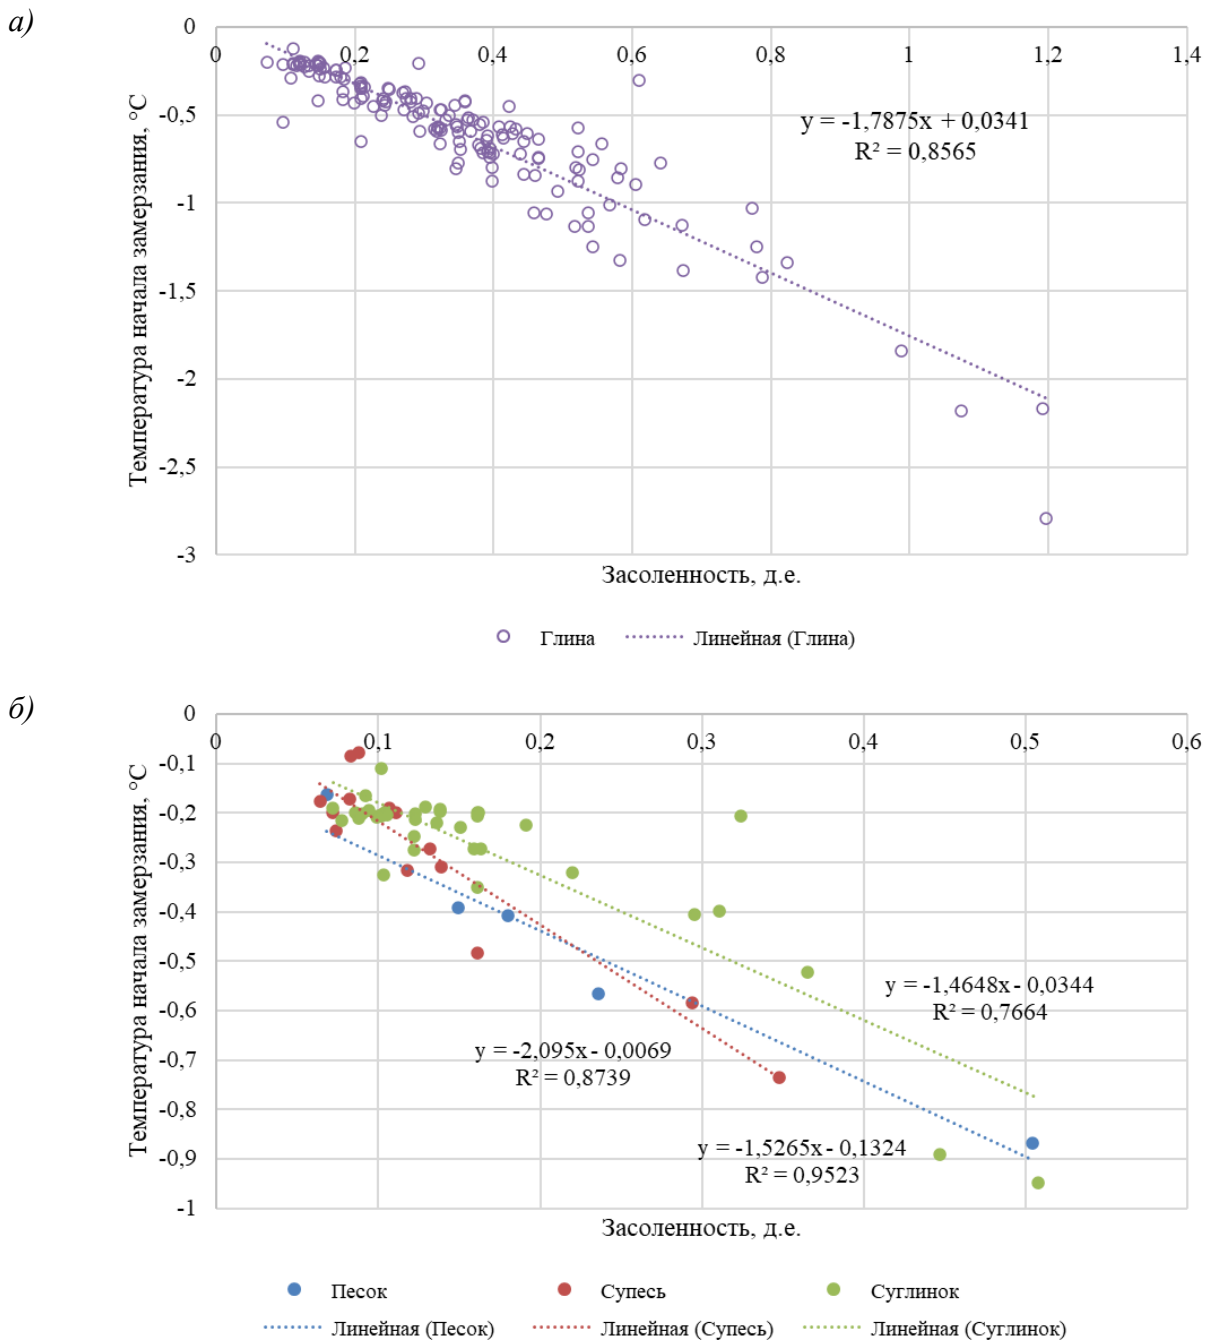 а)
0
0
0,2
0,4
0,6
0,8
1
1,2
1,4
-0,5
-1
-1,5
-2
-2,5
-3
Температура начала замерзания, °С
y = -1,7875x + 0,0341
R² = 0,8565
Засоленность, д.е.
Глина
Линейная (Глина)
б)
0
0
0,1
0,2
0,3
0,4
0,5
0,6
-0,1
-0,2
-0,3
-0,4
-0,5
-0,6
-0,7
-0,8
-0,9
-1
Температура начала замерзания, °С
y = -1,4648x - 0,0344
R² = 0,7664
y = -2,095x - 0,0069
R² = 0,8739
y = -1,5265x - 0,1324
R² = 0,9523
Засоленность, д.е.
Песок
Супесь
Суглинок
Линейная (Песок)
Линейная (Супесь)
Линейная (Суглинок)